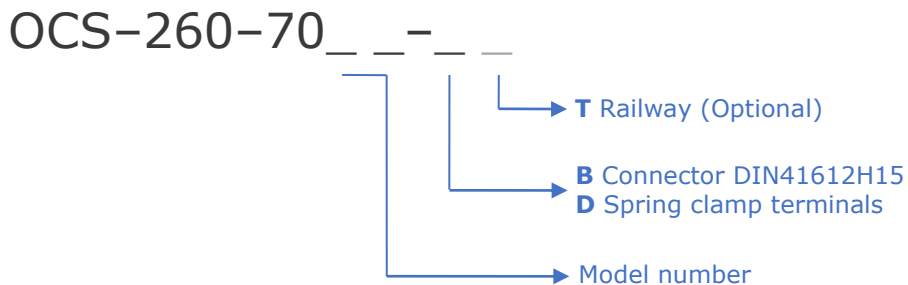 OCS–260–70_ _–_ _
T Railway (Optional)
B Connector DIN41612H15
D Spring clamp terminals
Model number